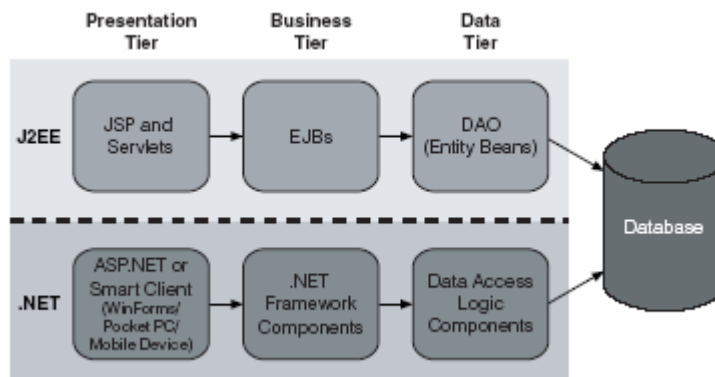 Presentation
Tier
Business
Tier
Data
Tier
J2EE
JSP and
Servlets
EJBs
DAO
(Entity Beans)
Database
.NET
ASP.NET or
Smart Client
(WinForms/
Pocket PC/
Mobile Device)
.NET
Framework
Components
Data Access
Logic
Components